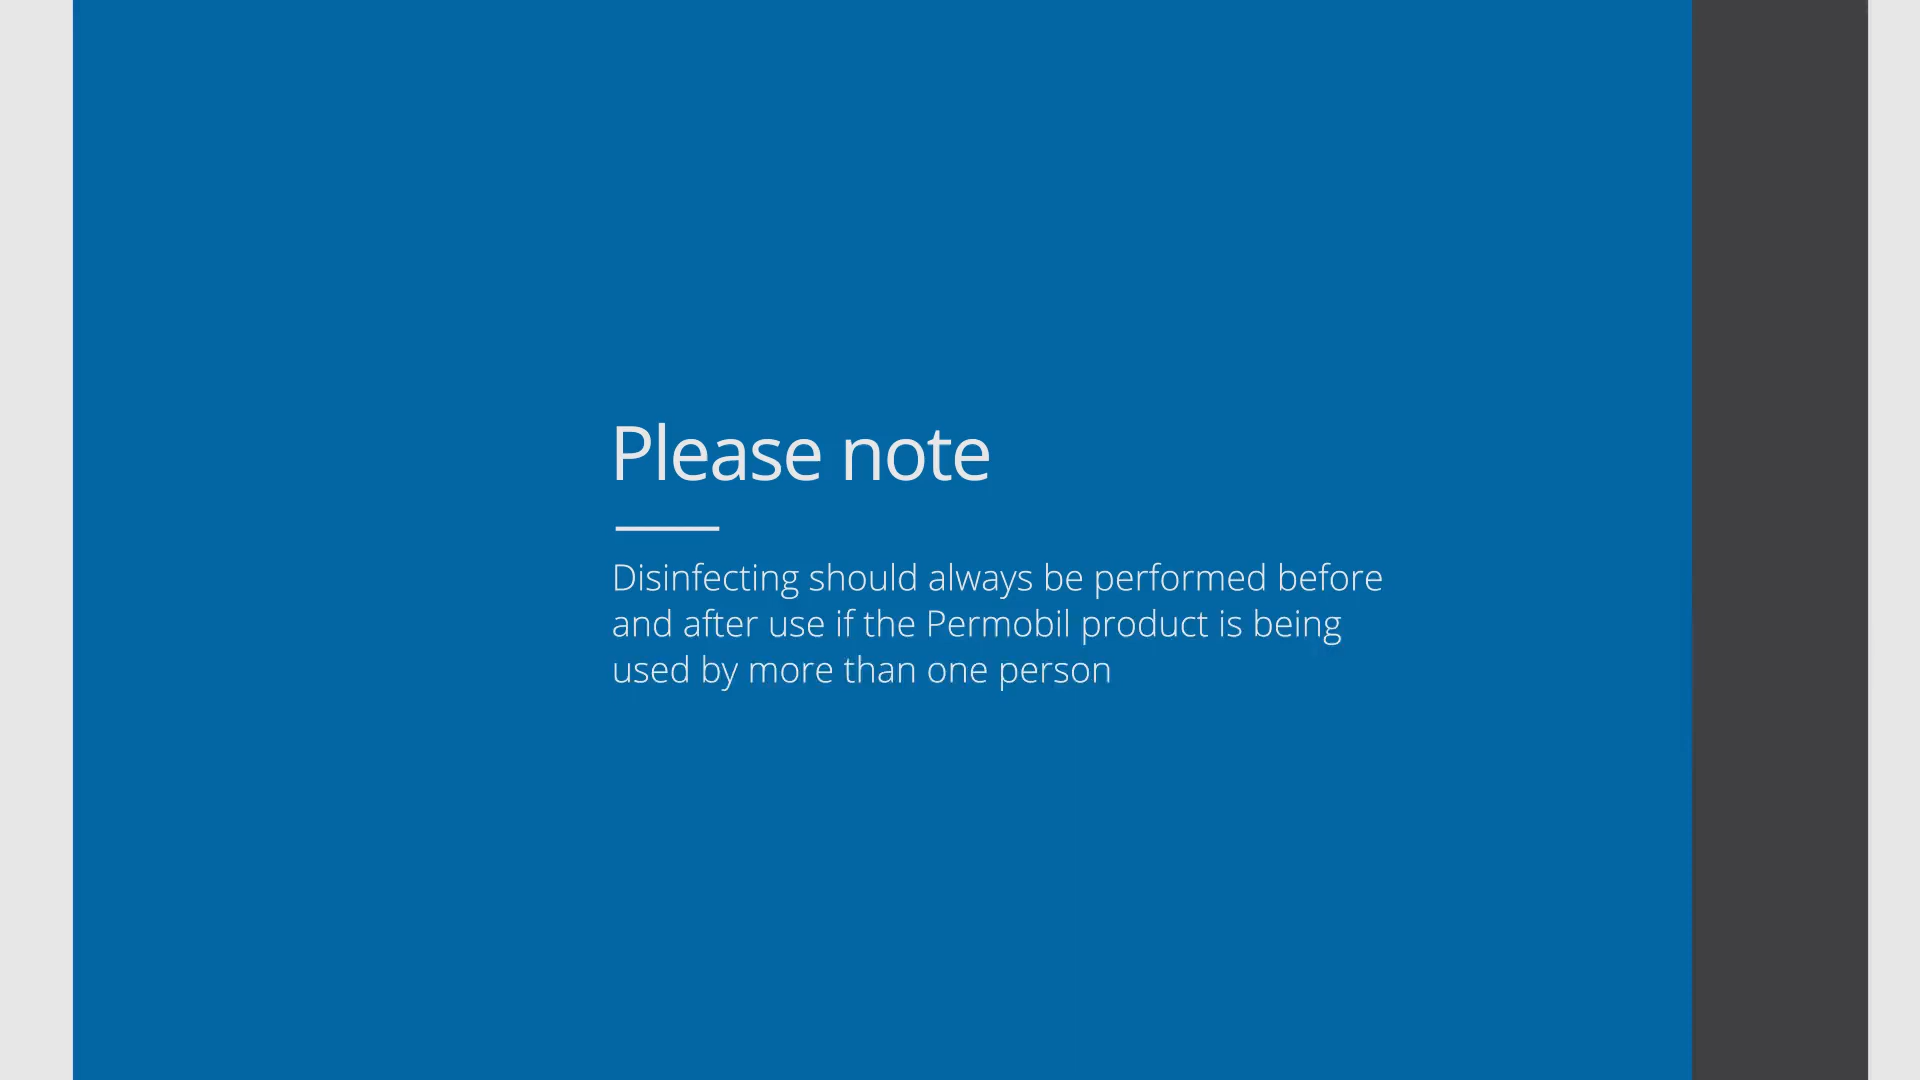 Please note
Disinfecting should always be performed before
and after use if the Permobil product is being
used by more than one person